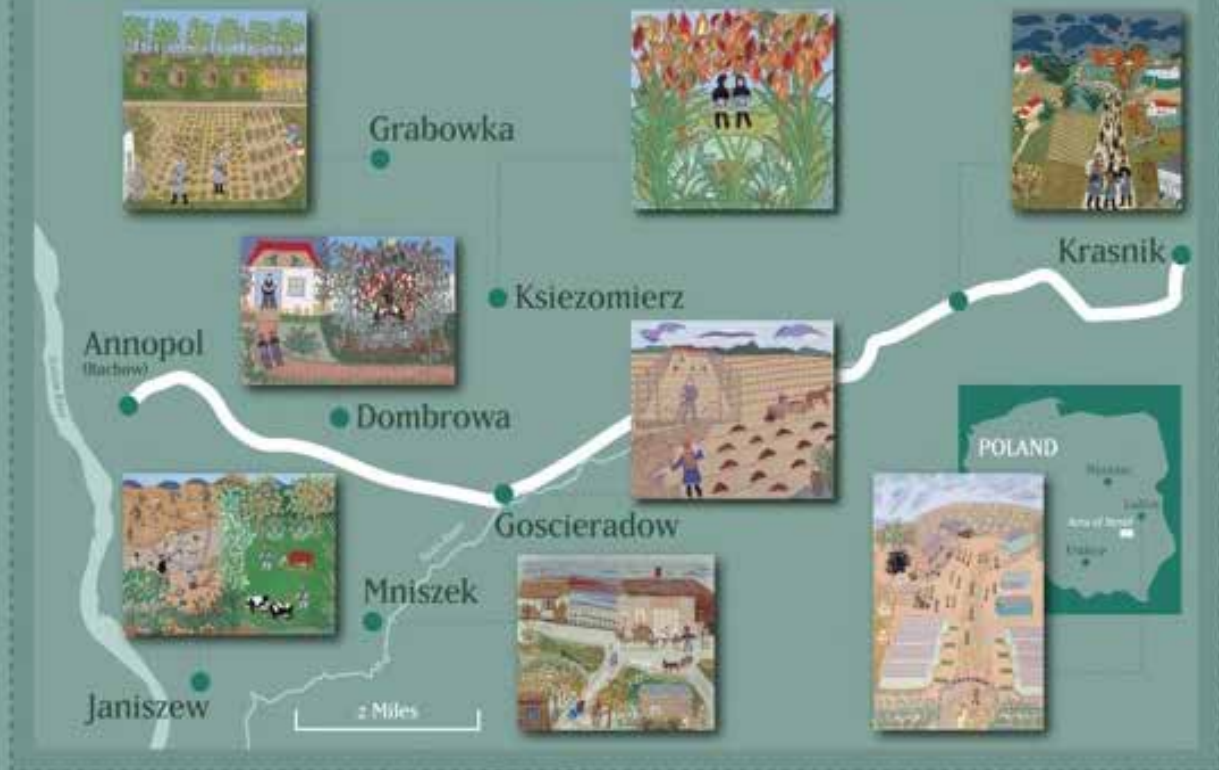 Grabowka
Krasnik
Ksiezomierz
Annopol
(Rachow)
Dombrowa
POLAND
Goscieradow
Mniszek
Janiszew
2 Miles